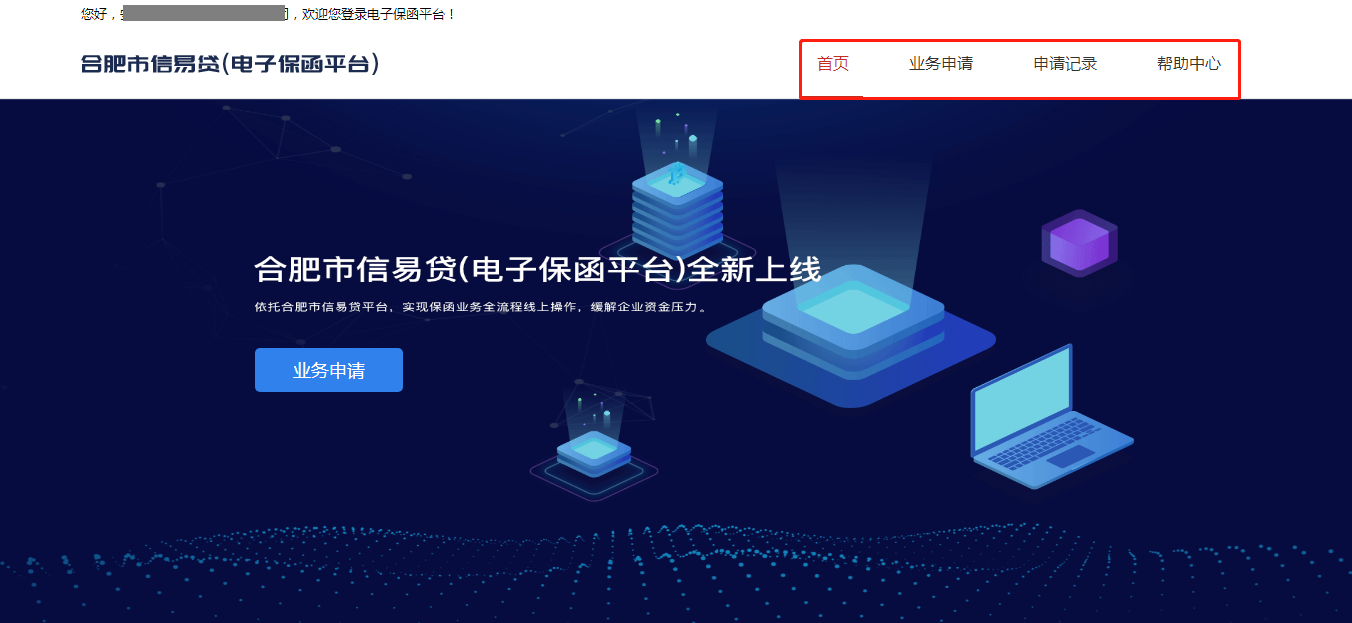 您好，欢迎您登录电子保函平台！
合肥市信易贷(电子保函平台)
首页 业务申请 申请记录 帮助中心
合肥市信易贷(电子保函平台)全新上线
依托合肥市信易贷平台，实现保函业务全流程线上操作，缓解企业资金压力。
业务申请